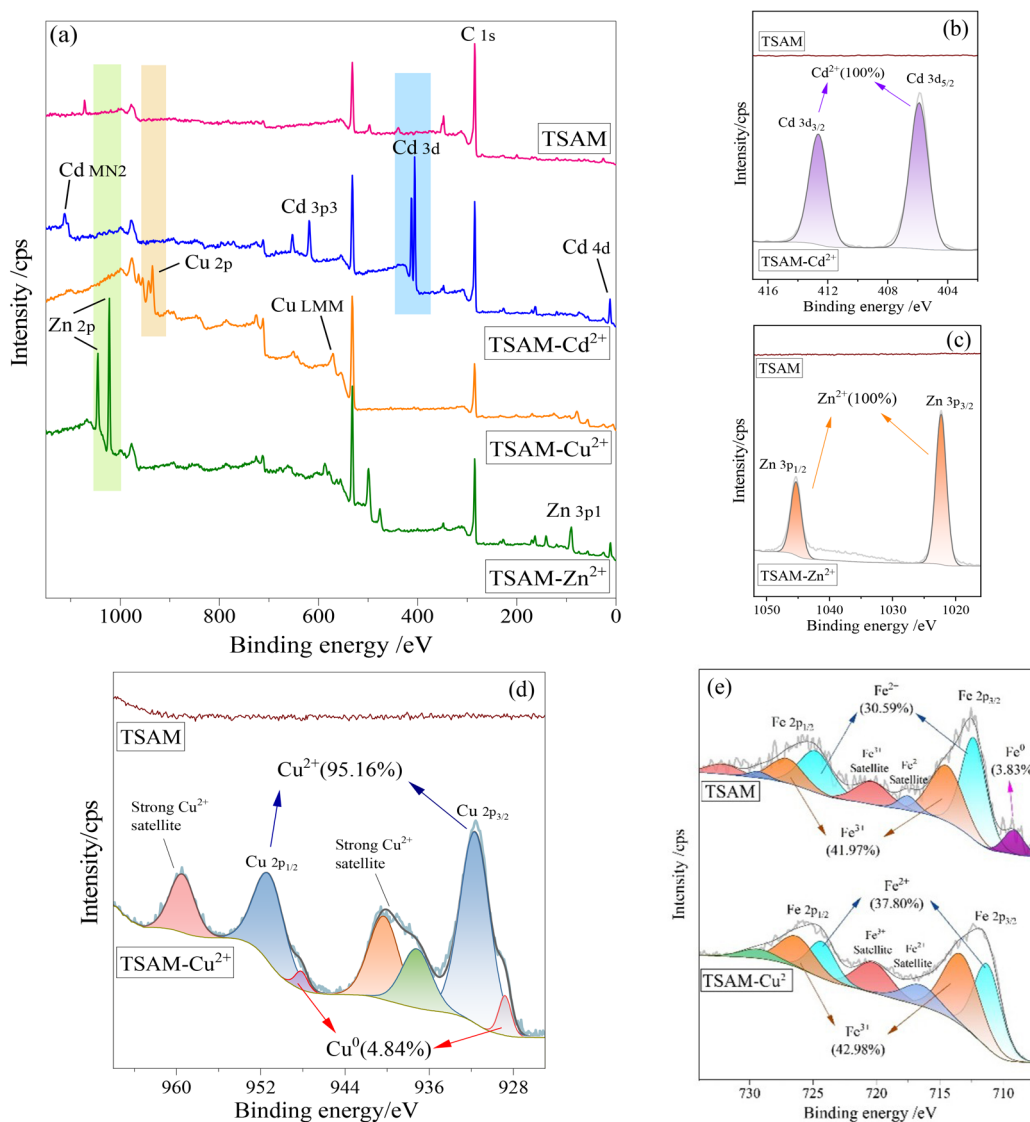 (a)
C 1s
TSAM
Cd MN2
Cd 3p3
Cd 3d
Cd 4d
TSAM-Cd²⁺
Cu 2p
Cu LMM
TSAM-Cu²⁺
Zn 2p
Zn 3p1
TSAM-Zn²⁺
Intensity /cps
1000
800
600
400
200
0
Binding energy /eV
(b)
TSAM
Cd²⁺(100%)
Cd 3d₅/₂
Cd 3d₃/₂
TSAM-Cd²⁺
Intensity/cps
416
412
408
404
Binding energy /eV
(c)
TSAM
Zn²⁺(100%)
Zn 3p₃/₂
Zn 3p₁/₂
TSAM-Zn²⁺
Intensity/cps
1050
1040
1030
1020
Binding energy /eV
(d)
TSAM
Cu²⁺(95.16%)
Strong Cu²⁺
satellite
Cu 2p₁/₂
Strong Cu²⁺
satellite
Cu 2p₃/₂
TSAM-Cu²⁺
Cu⁰(4.84%)
Intensity/cps
960
952
944
936
928
Binding energy/eV
(e)
Fe²⁻
(30.59%)
Fe 2p₃/₂
Fe 2p₁/₂
Fe³⁺
Satellite
Fe²
Satellite
Fe⁰
(3.83%)
TSAM
Fe³⁺
(41.97%)
Fe²⁺
(37.80%)
Fe 2p₁/₂
Fe³⁺
Satellite
Fe²⁺
Satellite
Fe 2p₃/₂
TSAM-Cu²
Fe³⁺
(42.98%)
Intensity /cps
730
725
720
715
710
Binding energy /eV